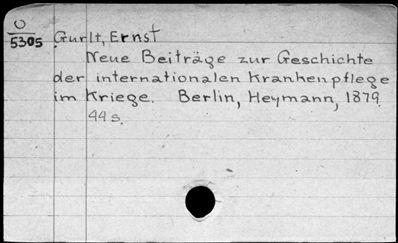 U
5305
Gurlt, Ernst
Neue Beiträge zur Geschichte
der internationalen Krankenpflege
im Kriege. Berlin, Heymann, 1879.
44 s.